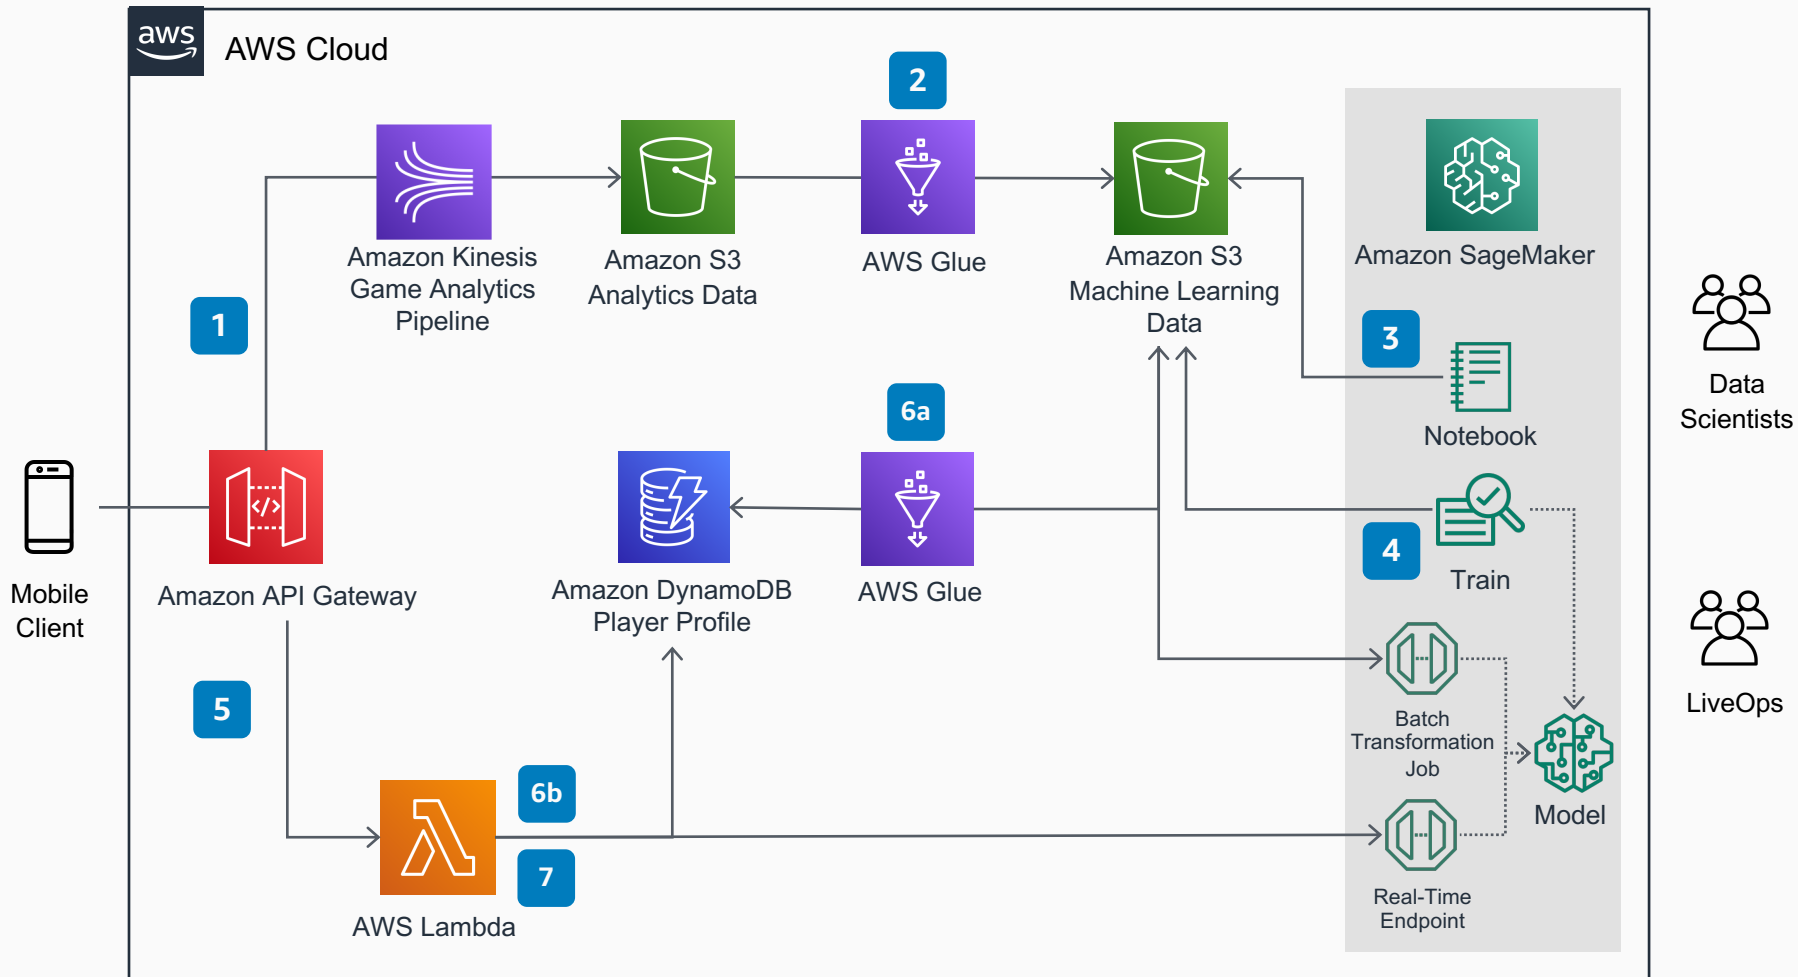 aws
AWS Cloud
2
Amazon Kinesis
Game Analytics
Pipeline
Amazon S3
Analytics Data
AWS Glue
Amazon S3
Machine Learning
Data
Amazon SageMaker
1
3
Notebook
Data
Scientists
6a
</>
Mobile
Client
Amazon API Gateway
Amazon DynamoDB
Player Profile
AWS Glue
4
Train
LiveOps
5
Batch
Transformation
Job
Model
6b
7
AWS Lambda
Real-Time
Endpoint